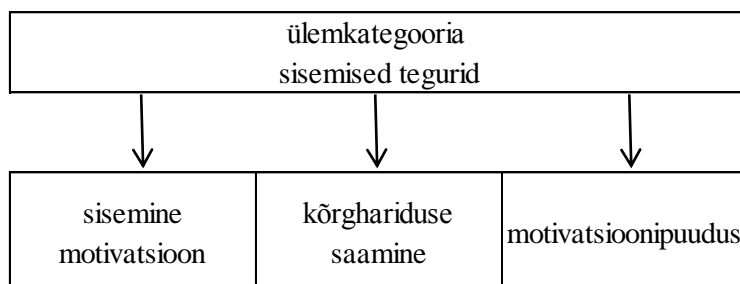 ülemkategooria
sisemised tegurid
sisemine
motivatsioon
kõrghariduse
saamine
motivatsioonipuudus